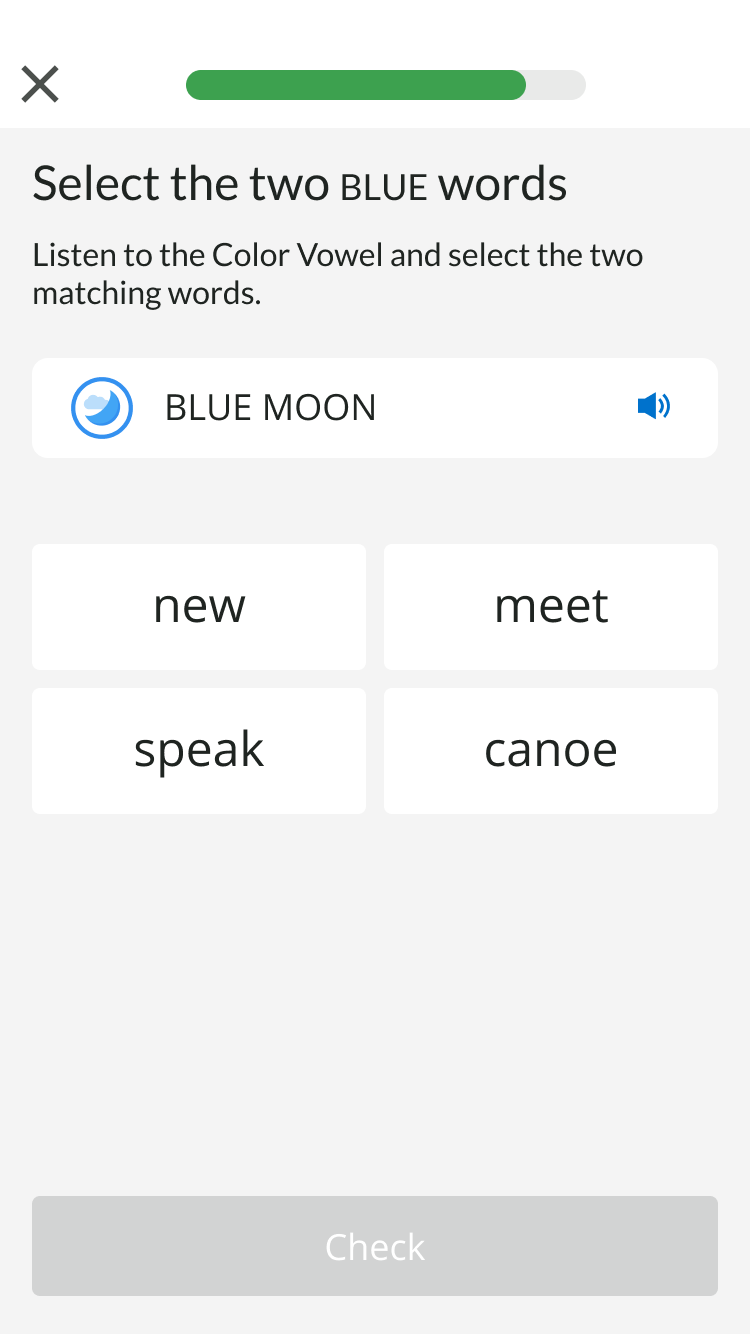 Select the two BLUE words
Listen to the Color Vowel and select the two
matching words.
BLUE MOON
new
meet
speak
canoe
Check